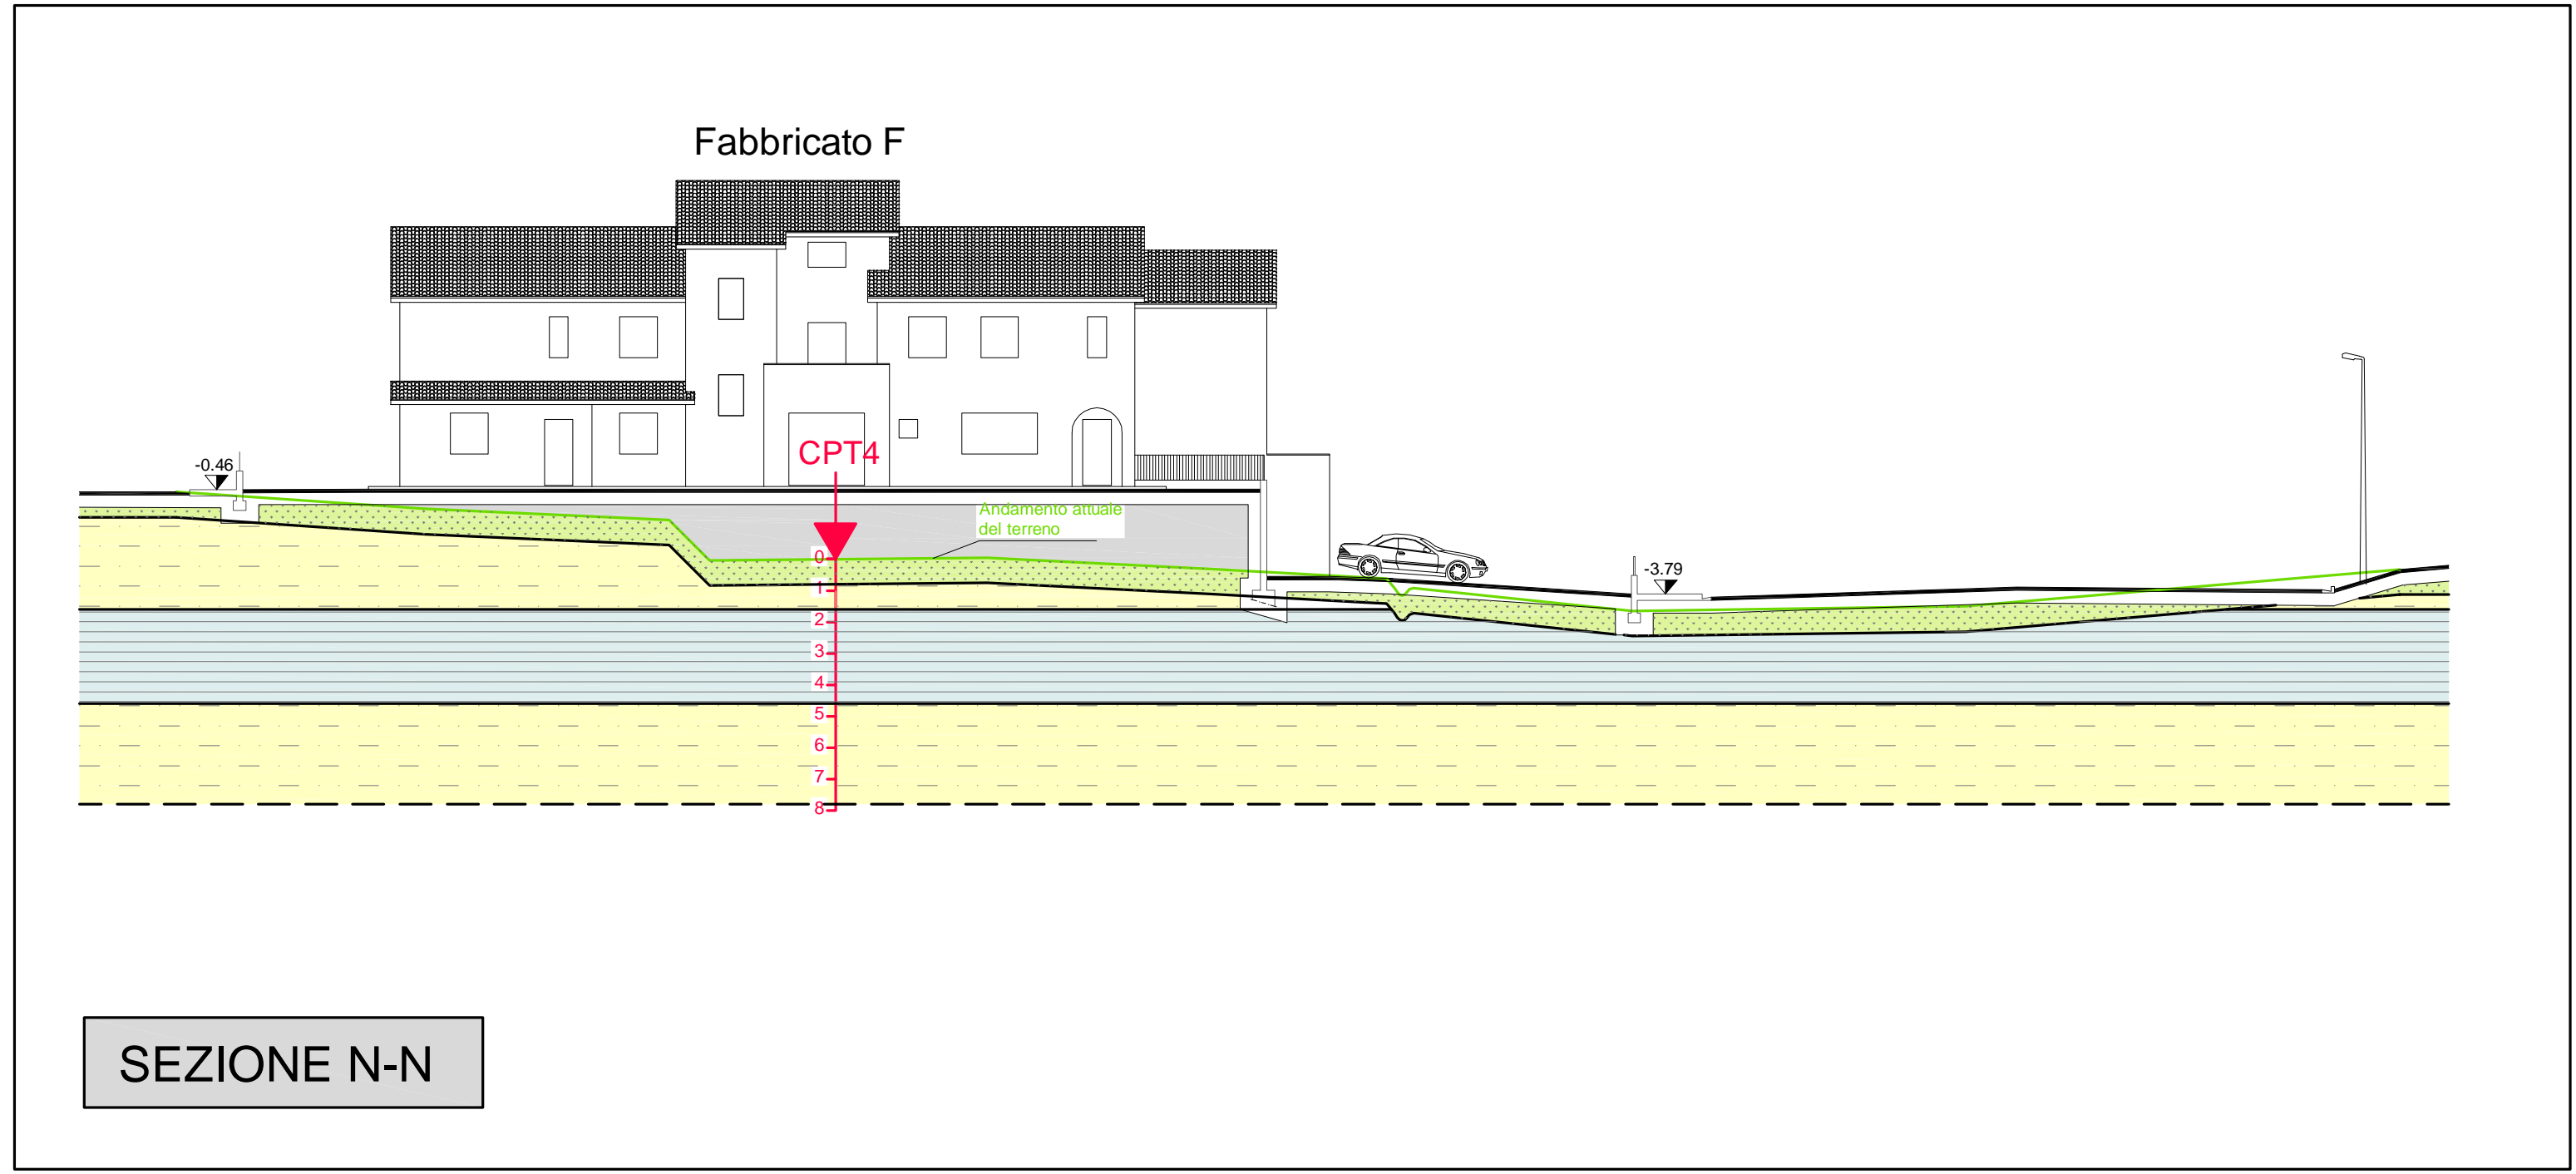 Fabbricato F
-0.46
CPT4
Andamento attuale
del terreno
0
1
2
3
4
5
6
7
8
-3.79
SEZIONE N-N